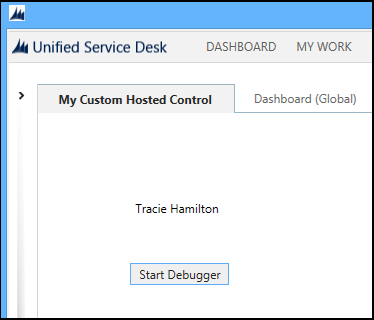 Unified Service Desk DASHBOARD MY WORK
My Custom Hosted Control Dashboard (Global)
Tracie Hamilton
Start Debugger